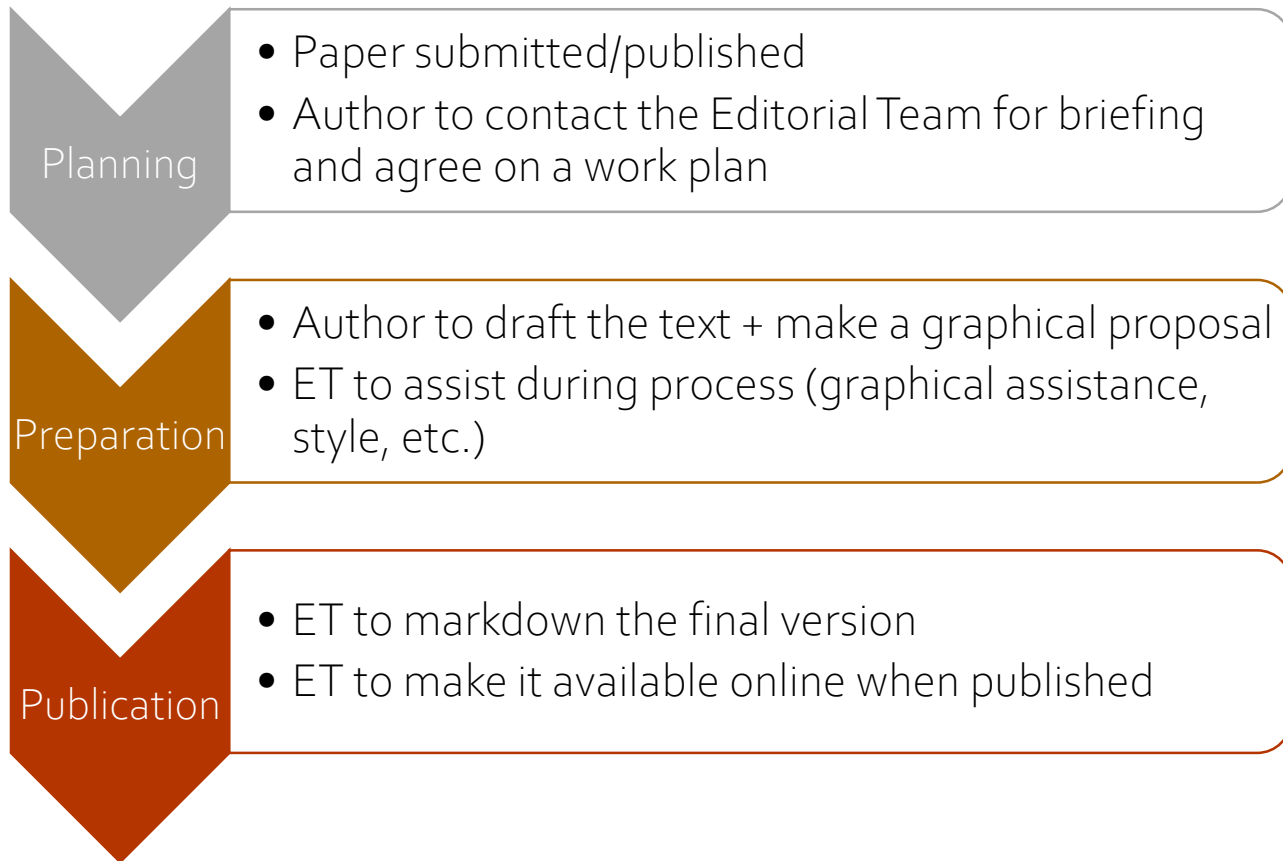 Planning
• Paper submitted/published
• Author to contact the Editorial Team for briefing
and agree on a work plan
Preparation
• Author to draft the text + make a graphical proposal
• ET to assist during process (graphical assistance,
style, etc.)
Publication
• ET to markdown the final version
• ET to make it available online when published